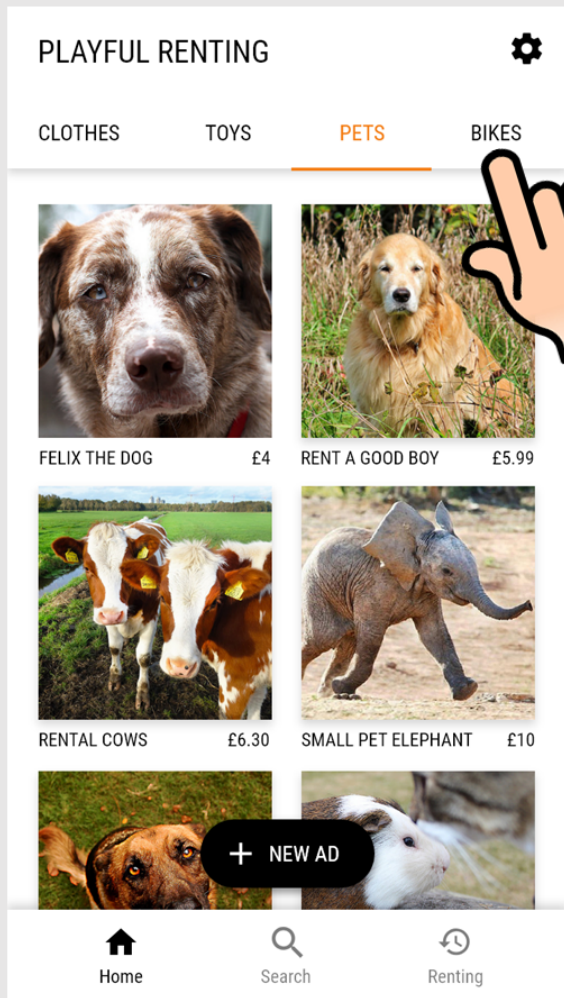 PLAYFUL RENTING
CLOTHES TOYS PETS BIKES
FELIX THE DOG £4
RENT A GOOD BOY £5.99
RENTAL COWS £6.30
SMALL PET ELEPHANT £10
+ NEW AD
Home Search Renting